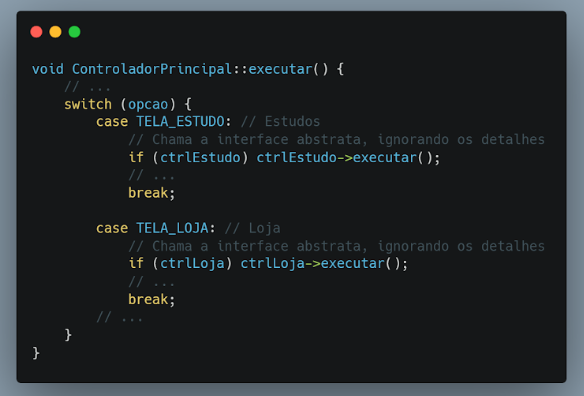 void ControladorPrincipal::executar() {
    // ...
    switch (opcao) {
        case TELA_ESTUDO: // Estudos
            // Chama a interface abstrata, ignorando os detalhes
            if (ctrlEstudo) ctrlEstudo->executar();
            // ...
            break;

        case TELA_LOJA: // Loja
            // Chama a interface abstrata, ignorando os detalhes
            if (ctrlLoja) ctrlLoja->executar();
            // ...
            break;
        // ...
    }
}